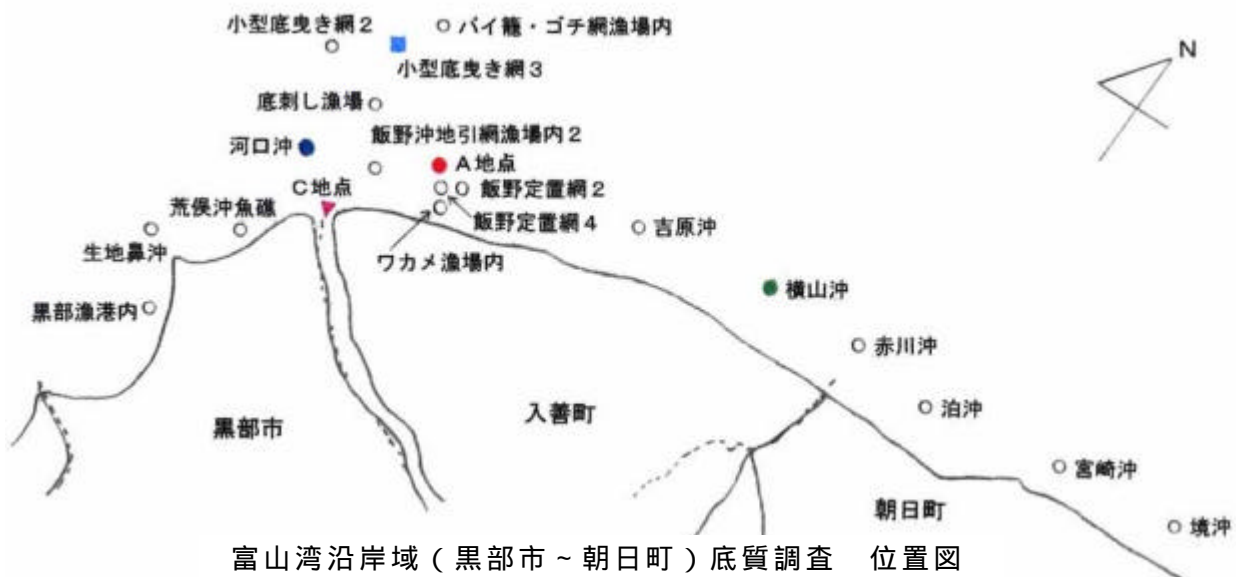 小型底曳き網2
バイ籠・ゴチ網漁場内
N
小型底曳き網3
底刺し漁場
飯野沖地引網漁場内2
河口沖
A地点
C地点
飯野定置網2
荒俣沖魚礁
飯野定置網4
吉原沖
生地鼻沖
ワカメ漁場内
横山沖
黒部漁港内
赤川沖
泊沖
入善町
黒部市
宮崎沖
朝日町
境沖
富山湾沿岸域(黒部市~朝日町)底質調査 位置図